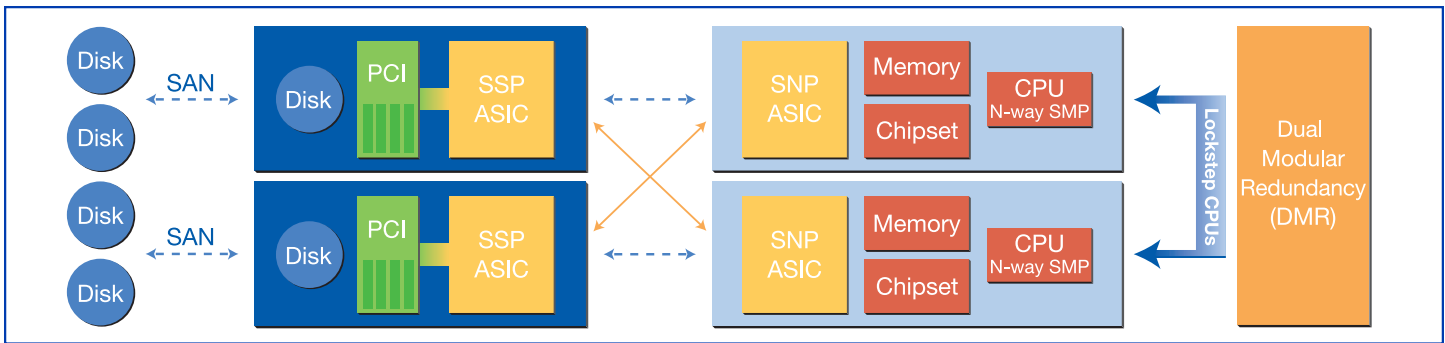 Disk
Disk
Disk
Disk
SAN
SAN
Disk
PCI
SSP
ASIC
Disk
PCI
SSP
ASIC
SNP
ASIC
Memory
Chipset
CPU
N-way SMP
SNP
ASIC
Memory
Chipset
CPU
N-way SMP
Lockstep CPUs
Dual
Modular
Redundancy
(DMR)